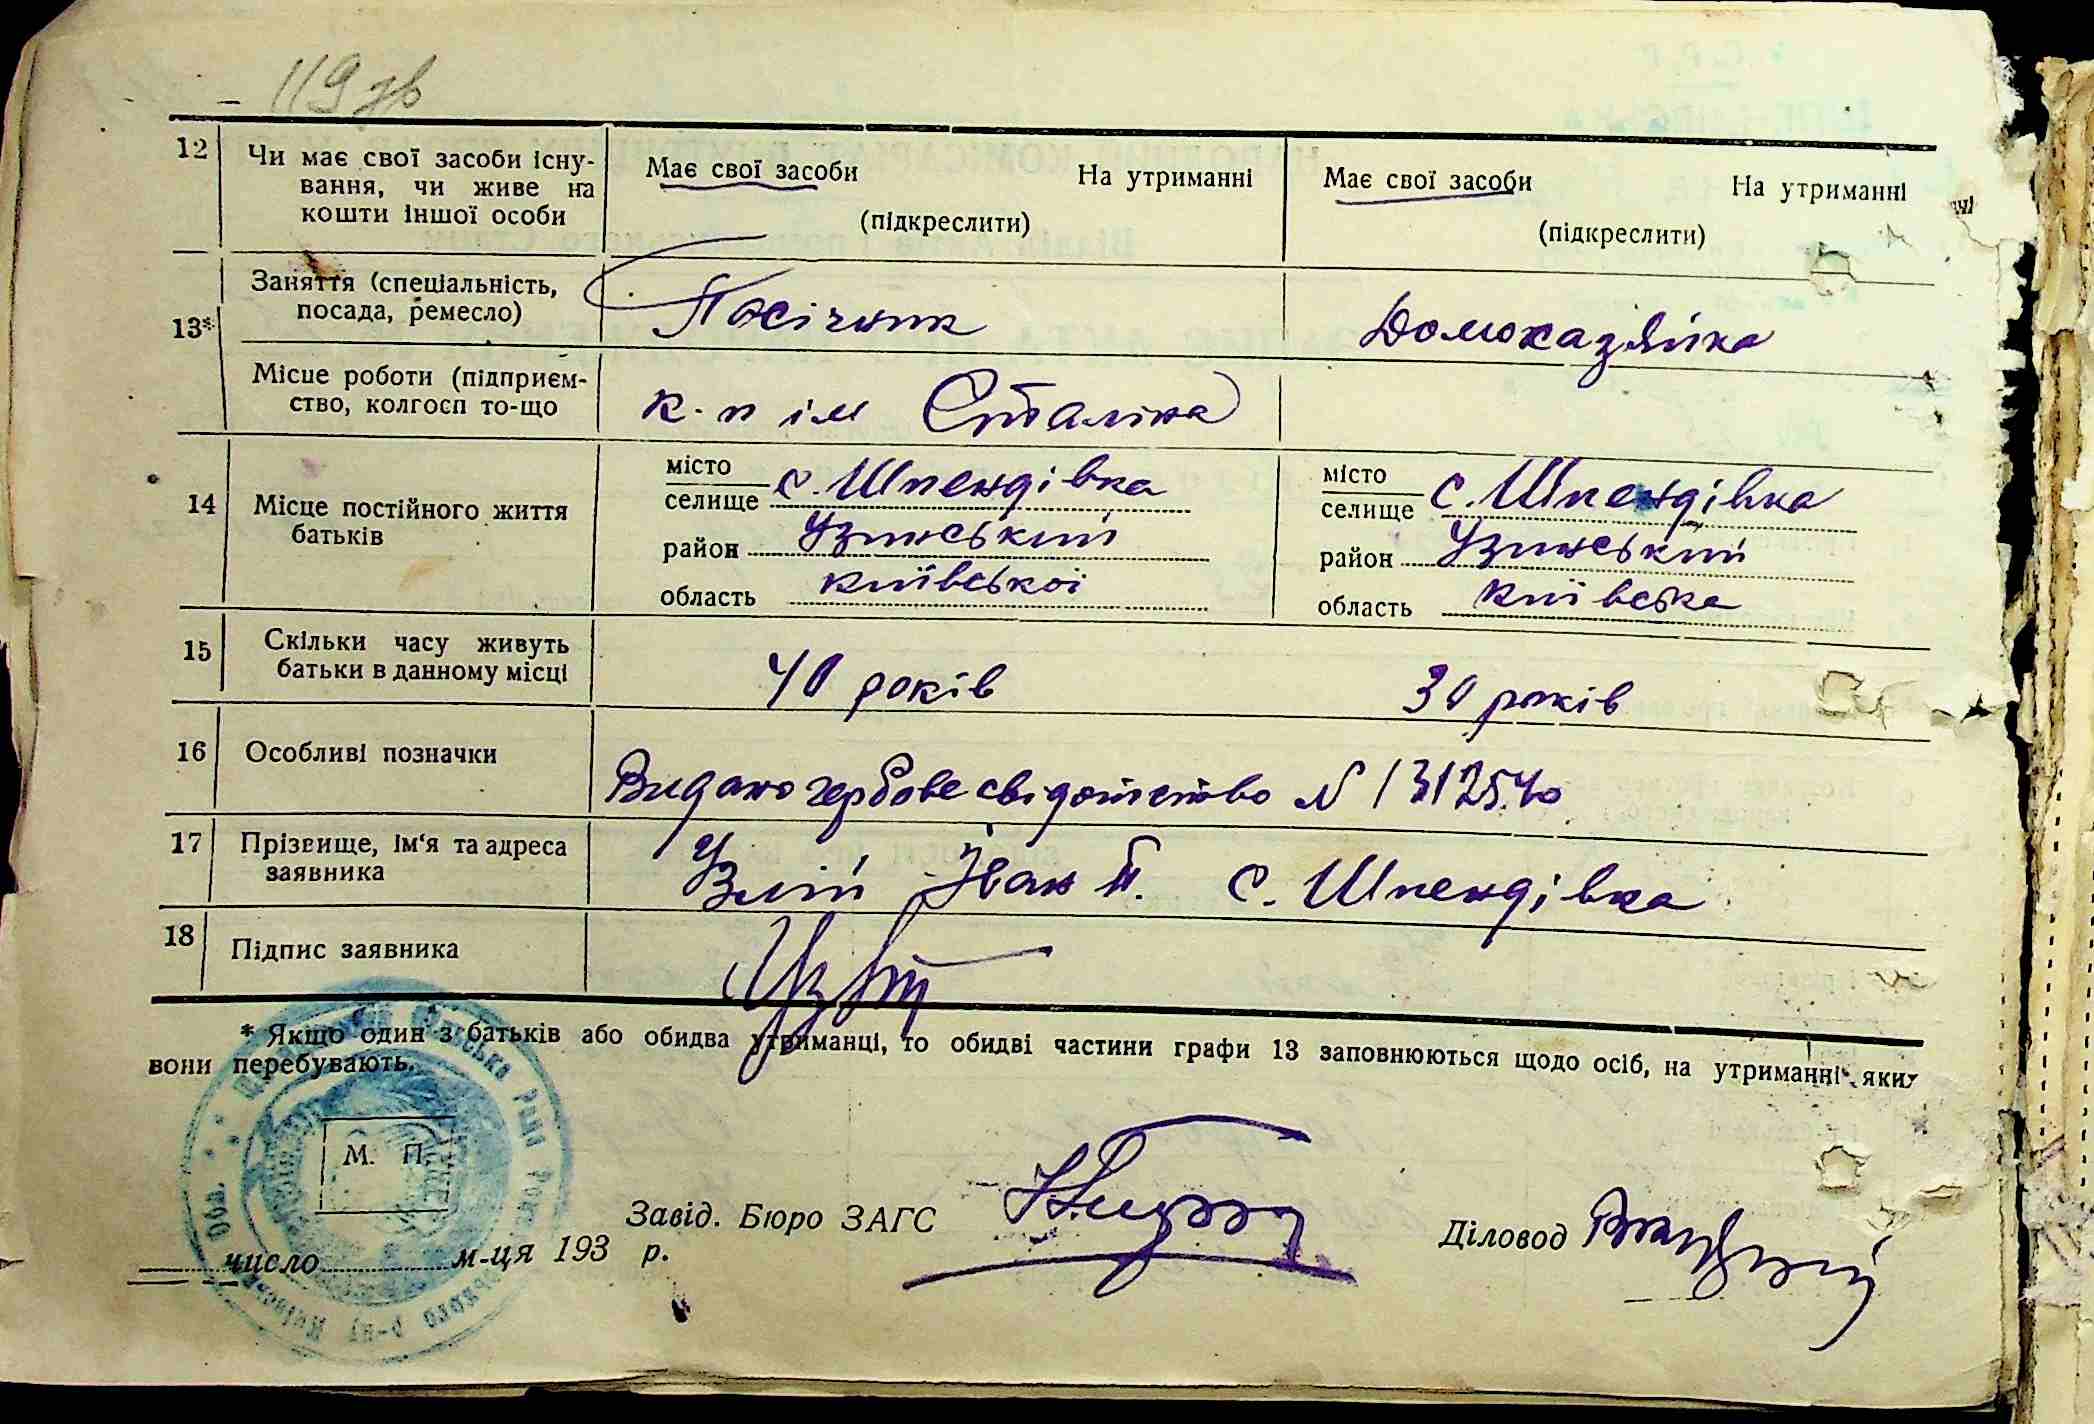 119 зв
12 Чи має свої засоби існу- Має свої засоби На утриманні Має свої засоби На утриманні
вання, чи живе на
кошти іншої особи (підкреслити) (підкреслити)
13* Заняття (спеціальність,
посада, ремесло) Пасічник Домохазяйка
Місце роботи (підприєм-
ство, колгосп то-що к-п ім Сталіна
14 Місце постійного життя
батьків
місто
селище с. Шпендівка
район Узинський
область київської
місто
селище с. Шпендівка
район Узинський
область київська
15 Скільки часу живуть
батьки в данному місці 40 років 30 років
16 Особливі позначки Видано гербове свідотство N
17 Прізвище, ім'я та адреса
заявника Іван П. с. Шпендівка
18 Підпис заявника
* Якщо один з батьків або обидва утриманці, то обидві частини графи 13 заповнюються щодо осіб, на утриманні яких
вони перебувають.
М. П.
Завід. Бюро ЗАГС
Діловод
число м-ця 193 р.